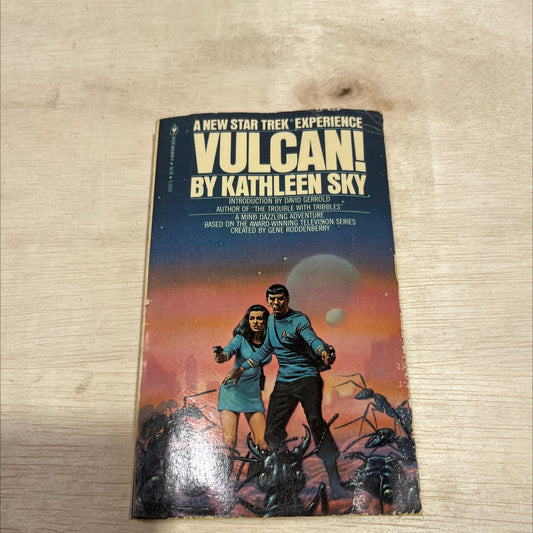 A NEW STAR TREK® EXPERIENCE
VULCAN!
BY KATHLEEN SKY
INTRODUCTION BY DAVID GERROLD
AUTHOR OF "THE TROUBLE WITH TRIBBLES"
A MIND-DAZZLING ADVENTURE
BASED ON THE AWARD-WINNING TELEVISION SERIES
CREATED BY GENE RODDENBERRY